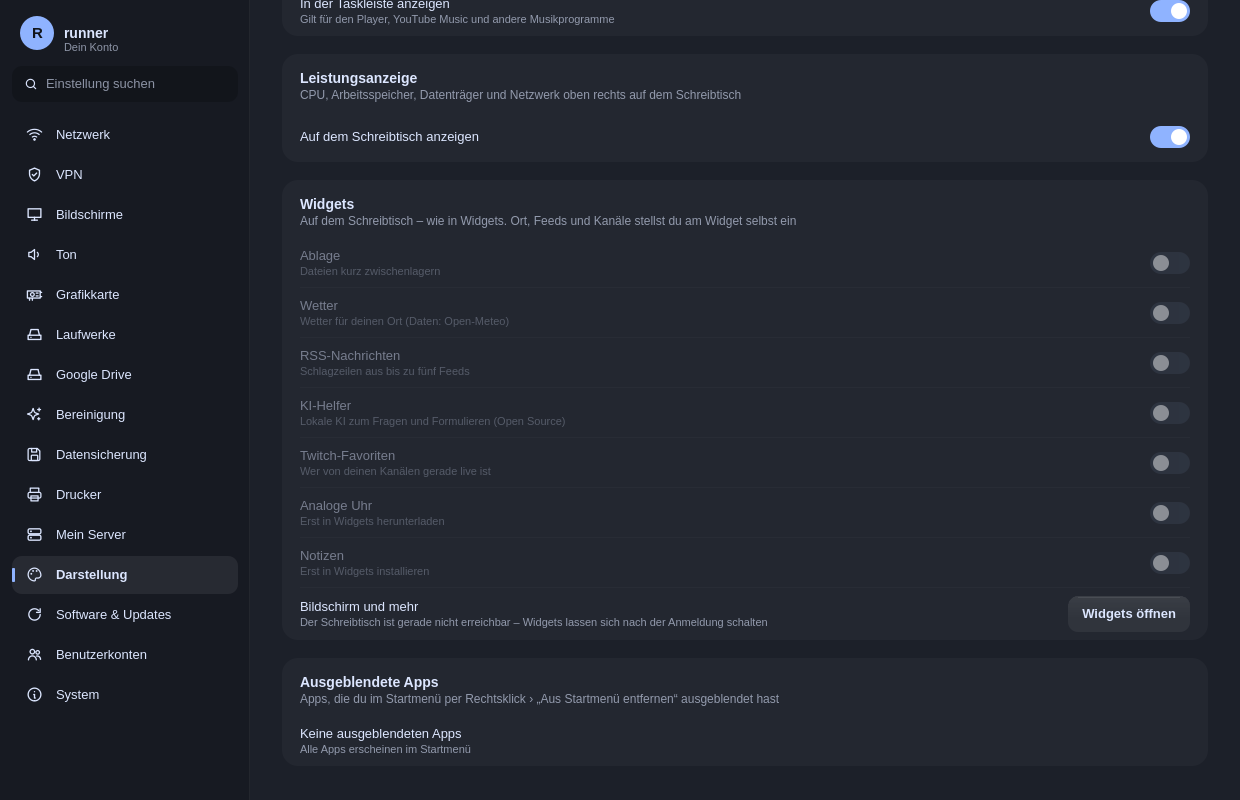 R
runner
Dein Konto
Einstellung suchen
Netzwerk
VPN
Bildschirme
Ton
Grafikkarte
Laufwerke
Google Drive
Bereinigung
Datensicherung
Drucker
Mein Server
Darstellung
Software & Updates
Benutzerkonten
System
In der Taskleiste anzeigen
Gilt für den Player, YouTube Music und andere Musikprogramme
Leistungsanzeige
CPU, Arbeitsspeicher, Datenträger und Netzwerk oben rechts auf dem Schreibtisch
Auf dem Schreibtisch anzeigen
Widgets
Auf dem Schreibtisch – wie in Widgets. Ort, Feeds und Kanäle stellst du am Widget selbst ein
Ablage
Dateien kurz zwischenlagern
Wetter
Wetter für deinen Ort (Daten: Open-Meteo)
RSS-Nachrichten
Schlagzeilen aus bis zu fünf Feeds
KI-Helfer
Lokale KI zum Fragen und Formulieren (Open Source)
Twitch-Favoriten
Wer von deinen Kanälen gerade live ist
Analoge Uhr
Erst in Widgets herunterladen
Notizen
Erst in Widgets installieren
Bildschirm und mehr
Der Schreibtisch ist gerade nicht erreichbar – Widgets lassen sich nach der Anmeldung schalten
Widgets öffnen
Ausgeblendete Apps
Apps, die du im Startmenü per Rechtsklick › „Aus Startmenü entfernen“ ausgeblendet hast
Keine ausgeblendeten Apps
Alle Apps erscheinen im Startmenü